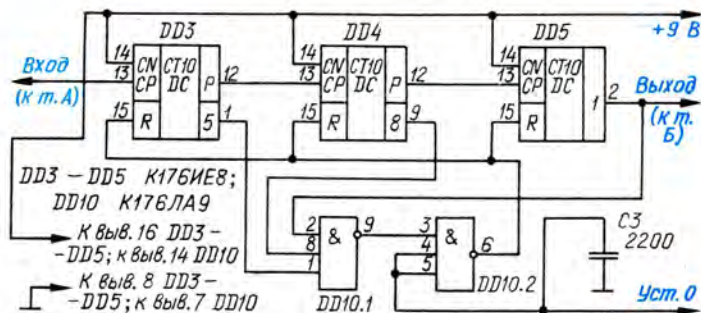 DD3 DD4 DD5
+9 В
Вход
(к т. А)
14 CN CT10
13 CP DC P 12
15 R 5 1
14 CN CT10
13 CP DC P 12
15 R 8 9
14 CN CT10
13 CP DC
15 R 1 2
Выход
(к т. Б)
DD3 – DD5 К176ИЕ8;
DD10 К176ЛА9
К выв. 16 DD3 –
-DD5; к выв. 14 DD10
К выв. 8 DD3 –
-DD5; к выв. 7 DD10
2
8
1
&
9
DD10.1
3
4
5
&
6
DD10.2
C3
2200
Уст. 0